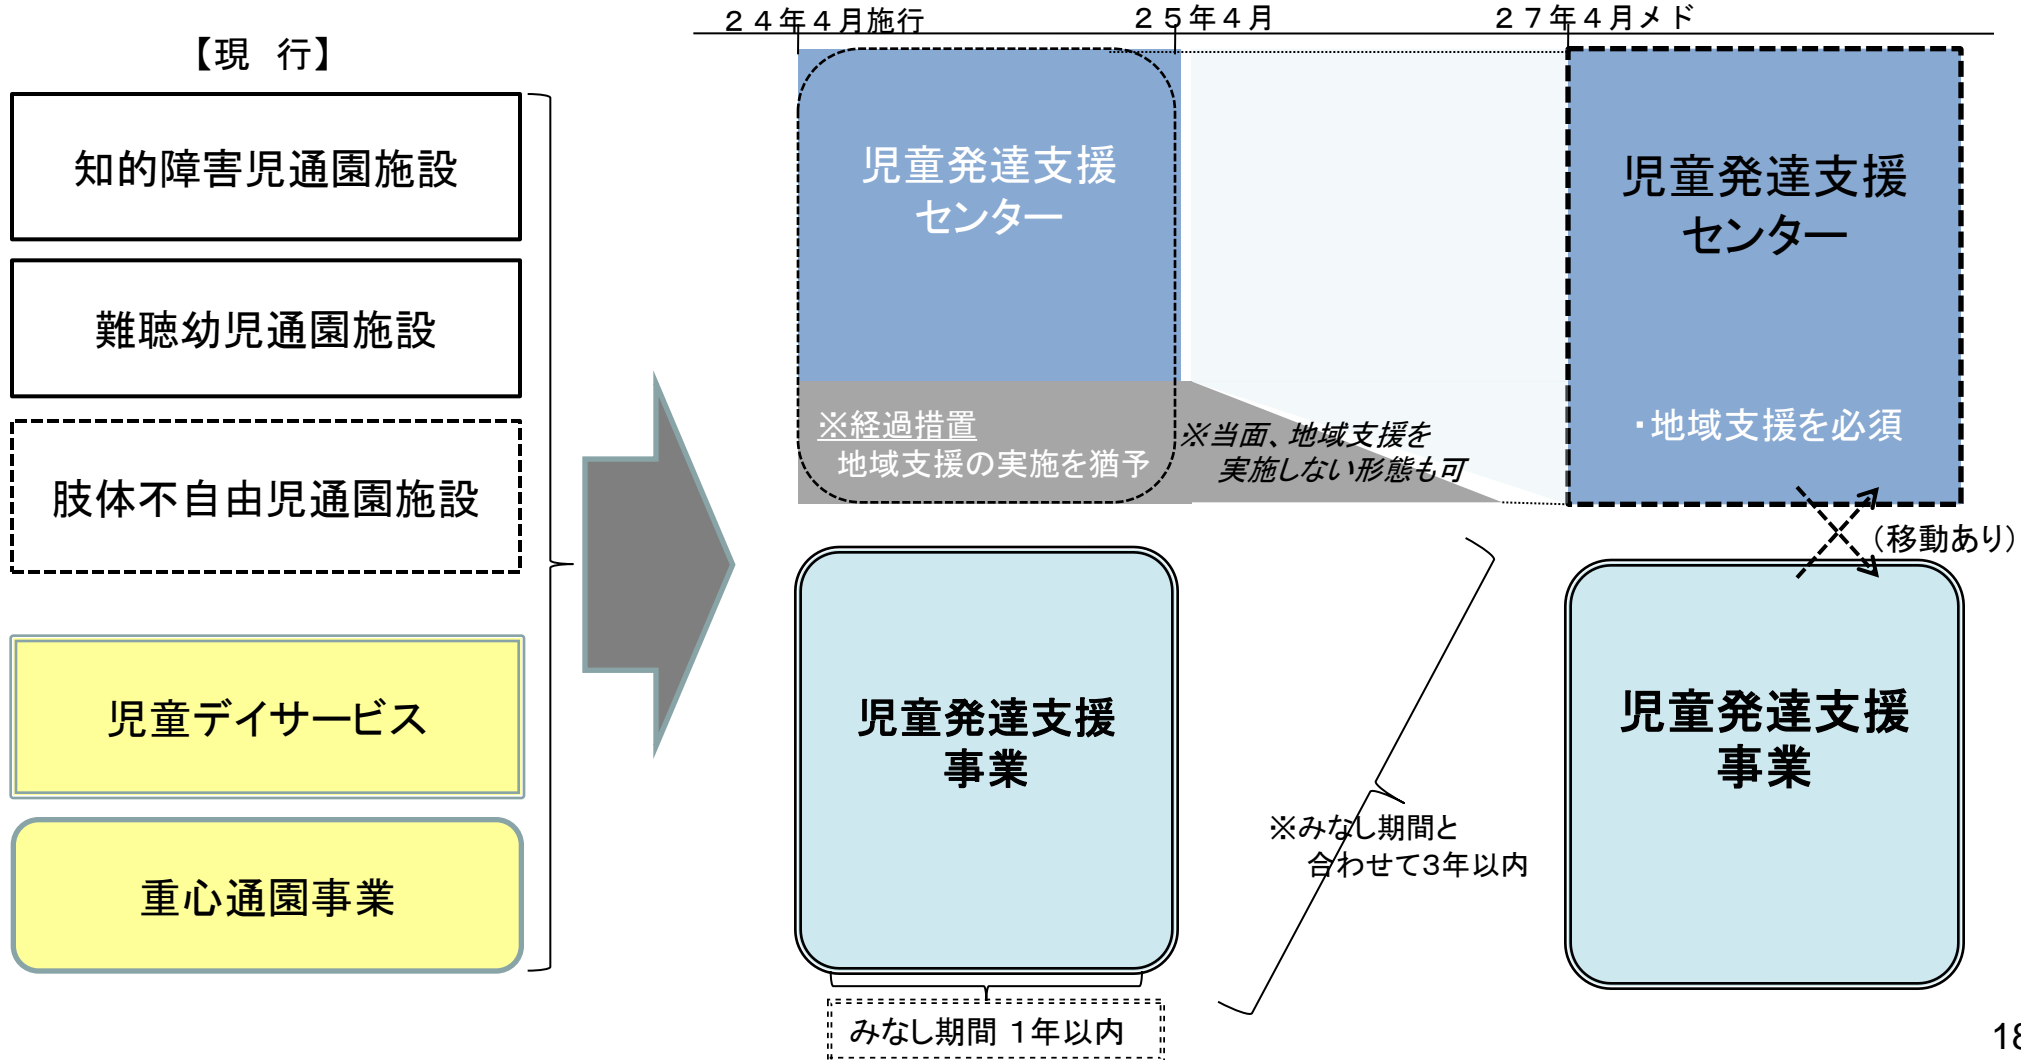 ２４年４月施行
２５年４月
２７年４月メド
【現　行】
知的障害児通園施設
難聴幼児通園施設
肢体不自由児通園施設
児童デイサービス
重心通園事業
児童発達支援
センター
※経過措置
地域支援の実施を猶予
※当面、地域支援を
実施しない形態も可
児童発達支援
センター
・地域支援を必須
（移動あり）
児童発達支援
事業
みなし期間 １年以内
※みなし期間と
合わせて３年以内
児童発達支援
事業
18